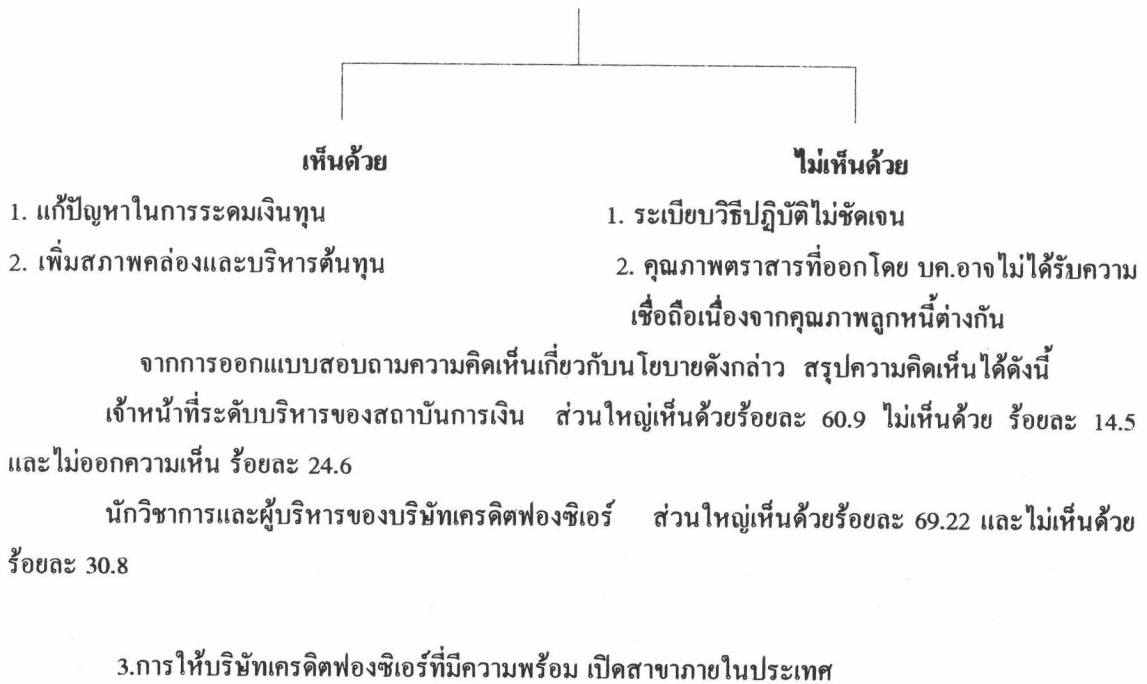 เห็นด้วย
ไม่เห็นด้วย
1. แก้ปัญหาในการระดมเงินทุน
2. เพิ่มสภาพคล่องและบริหารต้นทุน
1. ระเบียบวิธีปฏิบัติไม่ชัดเจน
2. คุณภาพตราสารที่ออกโดย บค.อาจไม่ได้รับความ
เชื่อถือเนื่องจากคุณภาพลูกหนี้ต่างกัน
จากการออกแบบสอบถามความคิดเห็นเกี่ยวกับนโยบายดังกล่าว สรุปความคิดเห็นได้ดังนี้
เจ้าหน้าที่ระดับบริหารของสถาบันการเงิน ส่วนใหญ่เห็นด้วยร้อยละ 60.9 ไม่เห็นด้วย ร้อยละ 14.5
และไม่ออกความเห็น ร้อยละ 24.6
นักวิชาการและผู้บริหารของบริษัทเครดิตฟองซิเอร์ ส่วนใหญ่เห็นด้วยร้อยละ 69.22 และไม่เห็นด้วย
ร้อยละ 30.8
3.การให้บริษัทเครดิตฟองซิเอร์ที่มีความพร้อม เปิดสาขาภายในประเทศ